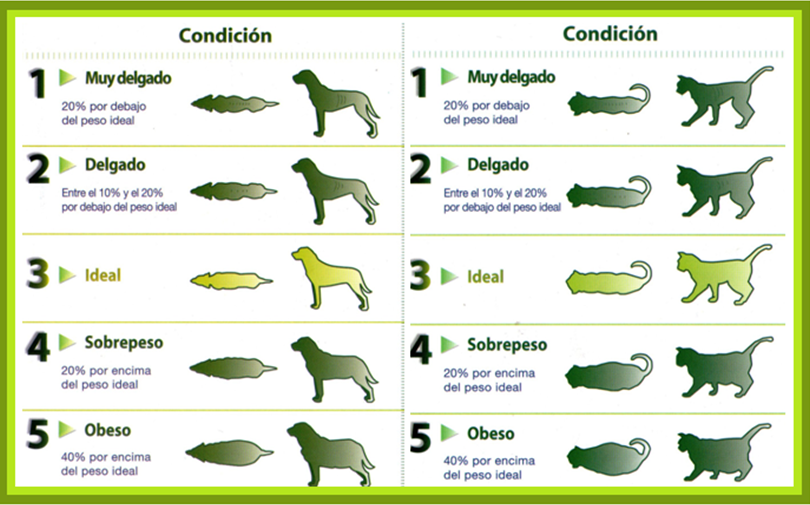 Condición
1 Muy delgado
20% por debajo
del peso ideal
2 Delgado
Entre el 10% y el 20%
por debajo del peso ideal
3 Ideal
4 Sobrepeso
20% por encima
del peso ideal
5 Obeso
40% por encima
del peso ideal
Condición
1 Muy delgado
20% por debajo
del peso ideal
2 Delgado
Entre el 10% y el 20%
por debajo del peso ideal
3 Ideal
4 Sobrepeso
20% por encima
del peso ideal
5 Obeso
40% por encima
del peso ideal